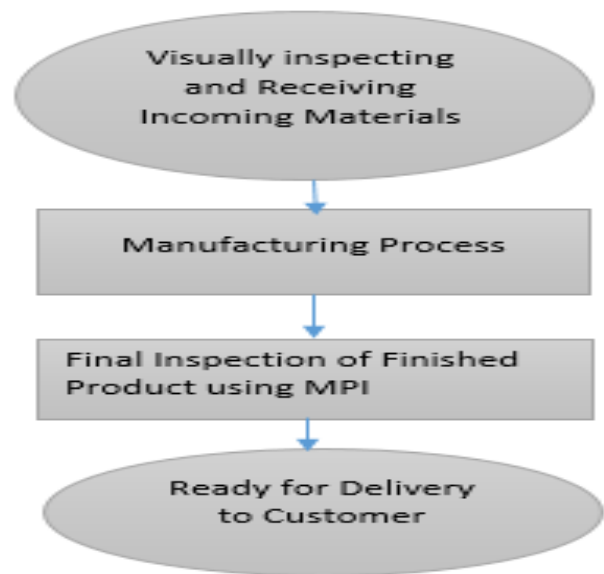 Visually inspecting
and Receiving
Incoming Materials
Manufacturing Process
Final Inspection of Finished
Product using MPI
Ready for Delivery
to Customer